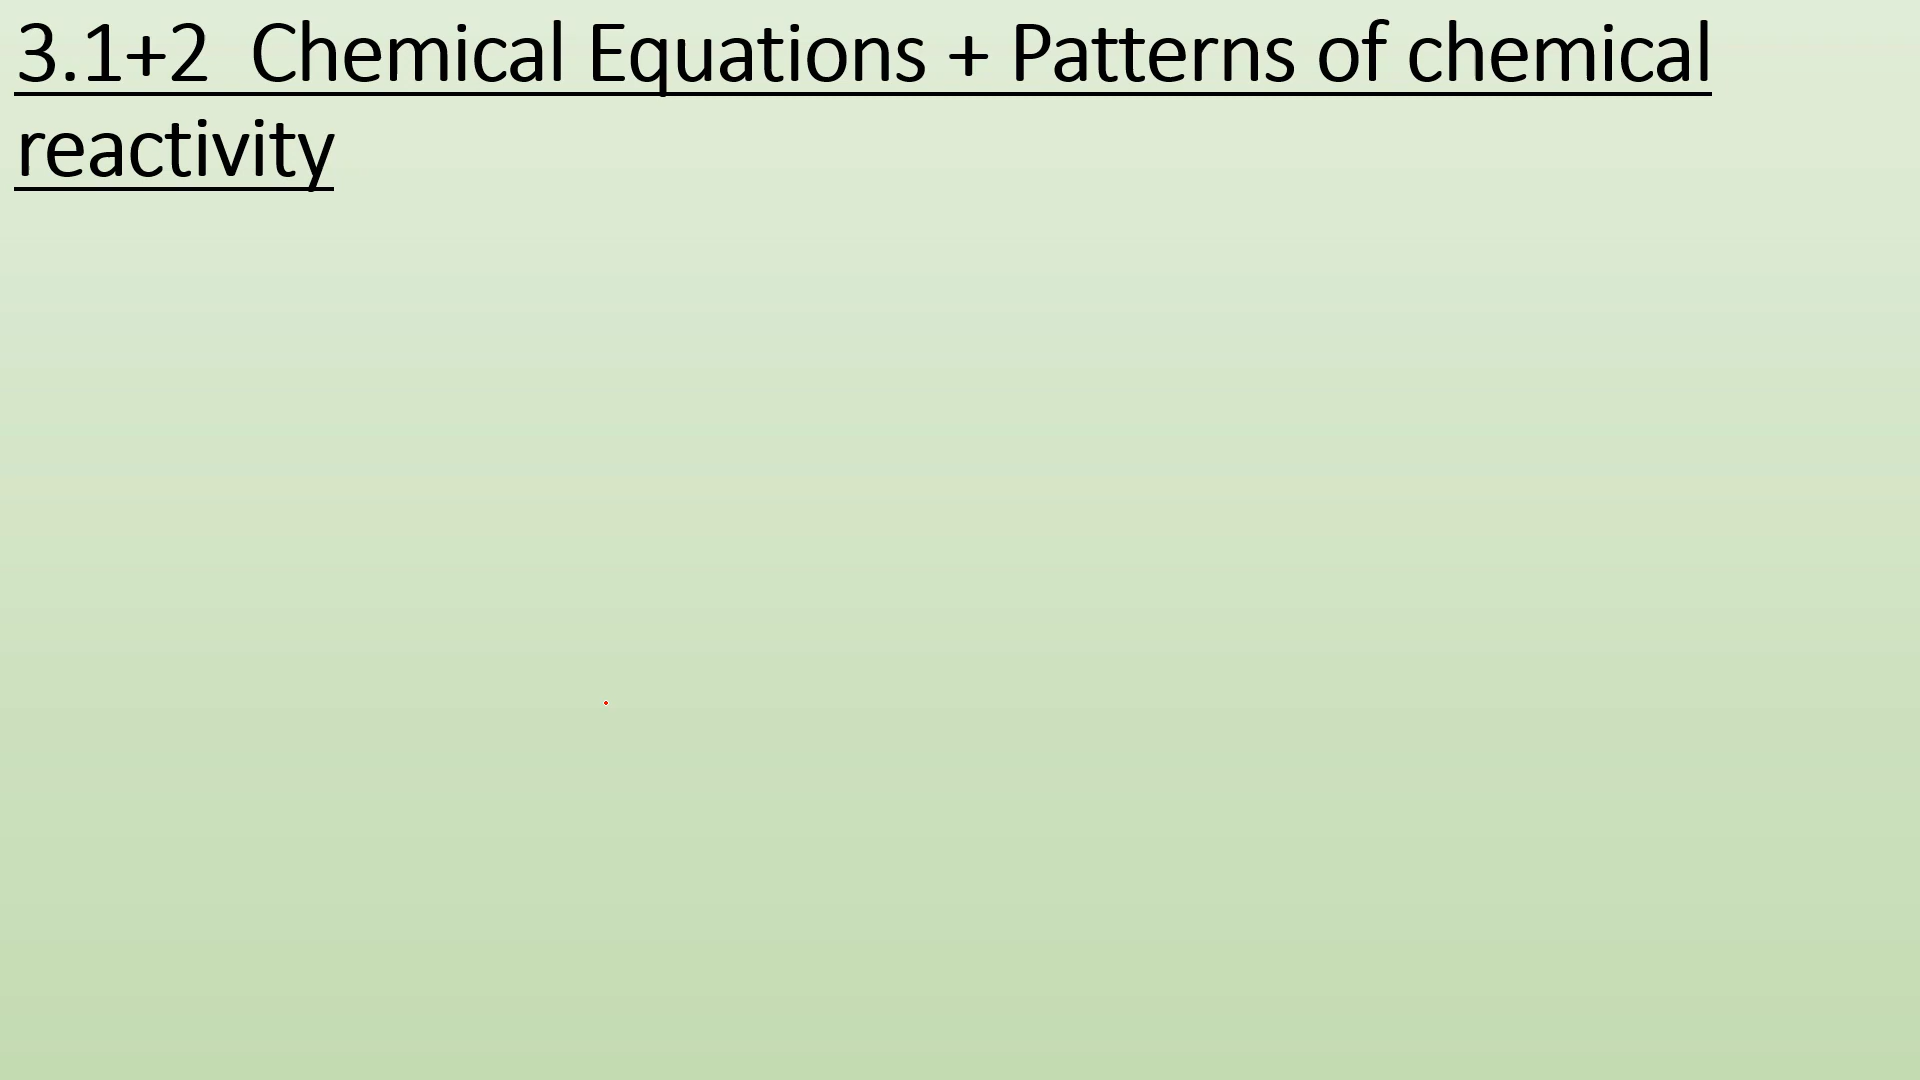 3.1+2  Chemical Equations + Patterns of chemical
reactivity